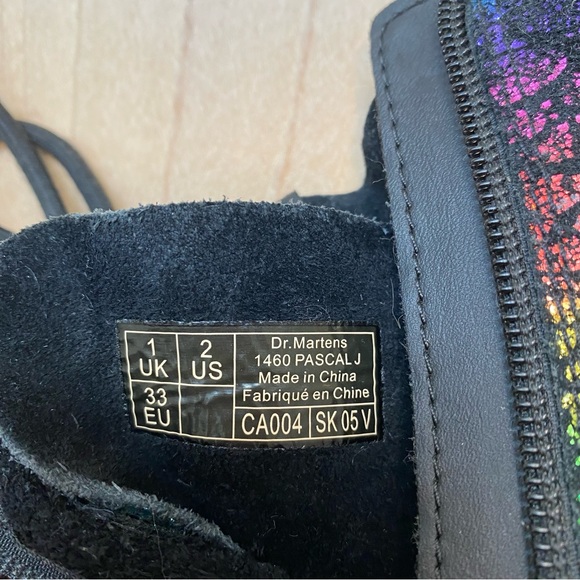 1 UK
2 US
33 EU
Dr.Martens
1460 PASCAL J
Made in China
Fabriqué en Chine
CA004 SK 05 V